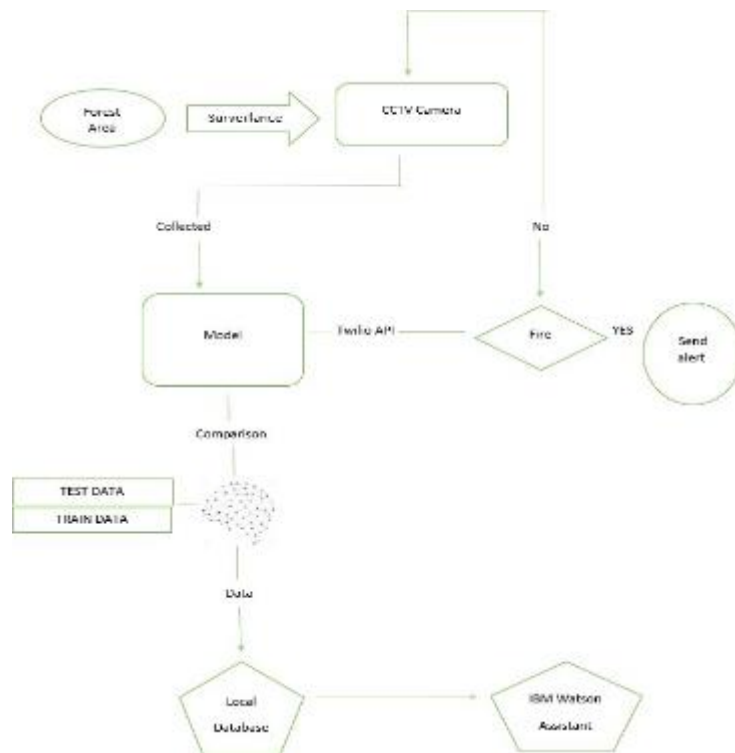 CCTV Camera
Forest
Area
Surveillance
Collected
No
Model
Twilio API
Fire
YES
Send
alert
Comparison
TEST DATA
TRAIN DATA
Data
Local
Database
IBM Watson
Assistant